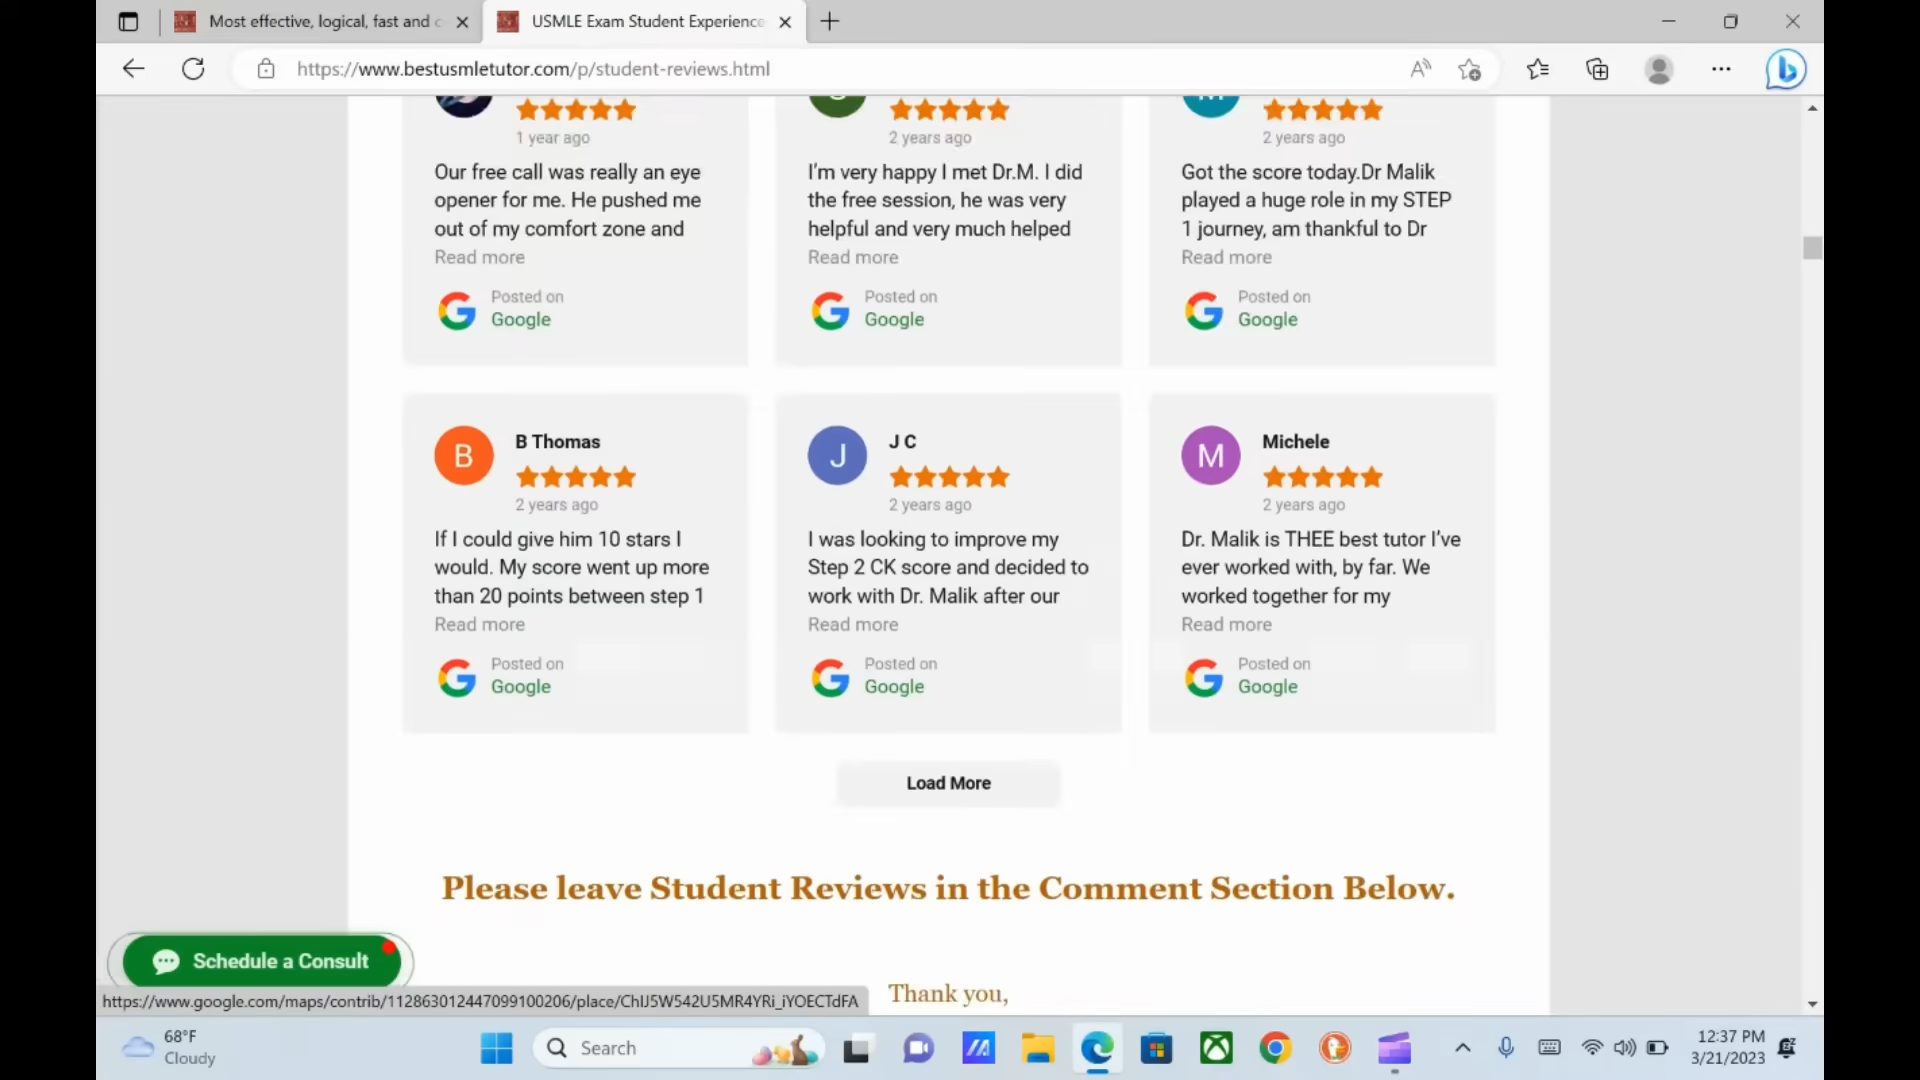 Most effective, logical, fast and c
USMLE Exam Student Experience
https://www.bestusmletutor.com/p/student-reviews.html
1 year ago
Our free call was really an eye
opener for me. He pushed me
out of my comfort zone and
Read more
Posted on
Google
2 years ago
I'm very happy I met Dr.M. I did
the free session, he was very
helpful and very much helped
Read more
Posted on
Google
2 years ago
Got the score today.Dr Malik
played a huge role in my STEP
1 journey, am thankful to Dr
Read more
Posted on
Google
B
B Thomas
2 years ago
If I could give him 10 stars I
would. My score went up more
than 20 points between step 1
Read more
Posted on
Google
J
J C
2 years ago
I was looking to improve my
Step 2 CK score and decided to
work with Dr. Malik after our
Read more
Posted on
Google
M
Michele
2 years ago
Dr. Malik is THEE best tutor I've
ever worked with, by far. We
worked together for my
Read more
Posted on
Google
Load More
Please leave Student Reviews in the Comment Section Below.
Schedule a Consult
Thank you,
https://www.google.com/maps/contrib/112863012447099100206/place/ChIJ5W542U5MR4YRi_iYOECTdFA
68°F
Cloudy
Search
12:37 PM
3/21/2023